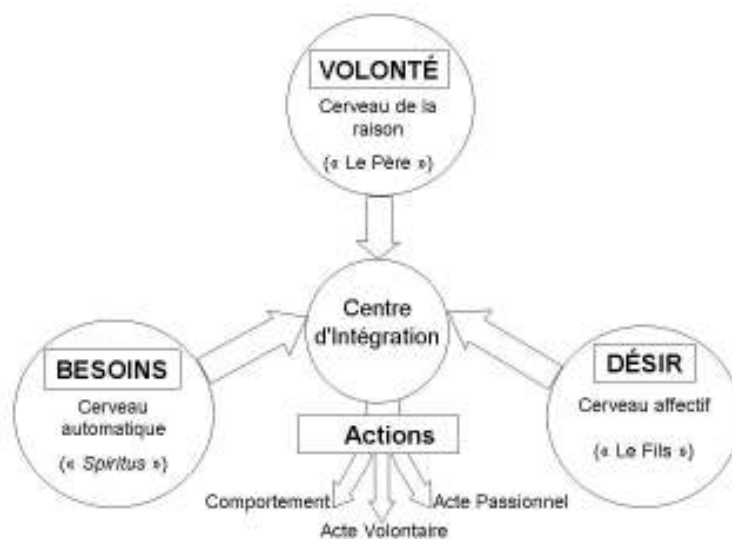 VOLONTÉ
Cerveau de la
raison
(« Le Père »)
Centre
d'Intégration
BESOINS
Cerveau
automatique
(« Spiritus »)
DÉSIR
Cerveau affectif
(« Le Fils »)
Actions
Comportement
Acte Passionnel
Acte Volontaire